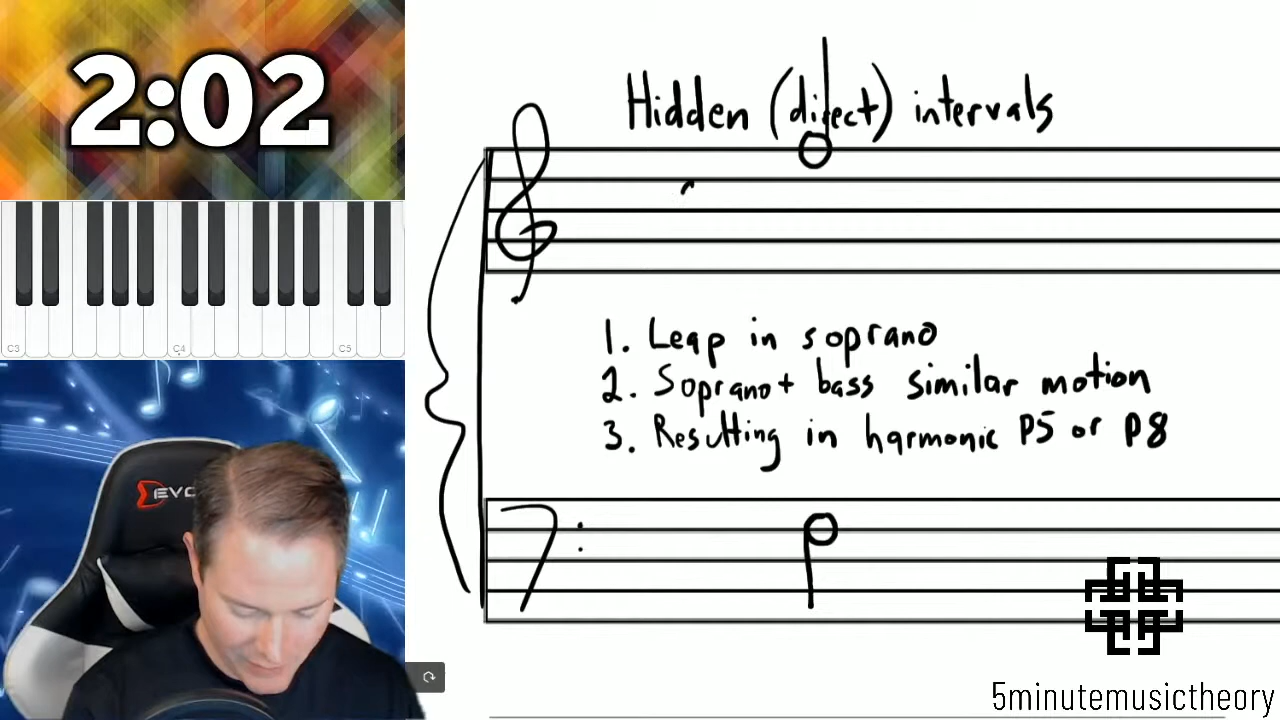 2:02
Hidden (direct) intervals
1. Leap in soprano
2. Soprano + bass similar motion
3. Resulting in harmonic P5 or P8
C3
C4
C5
EVO
5minutemusictheory